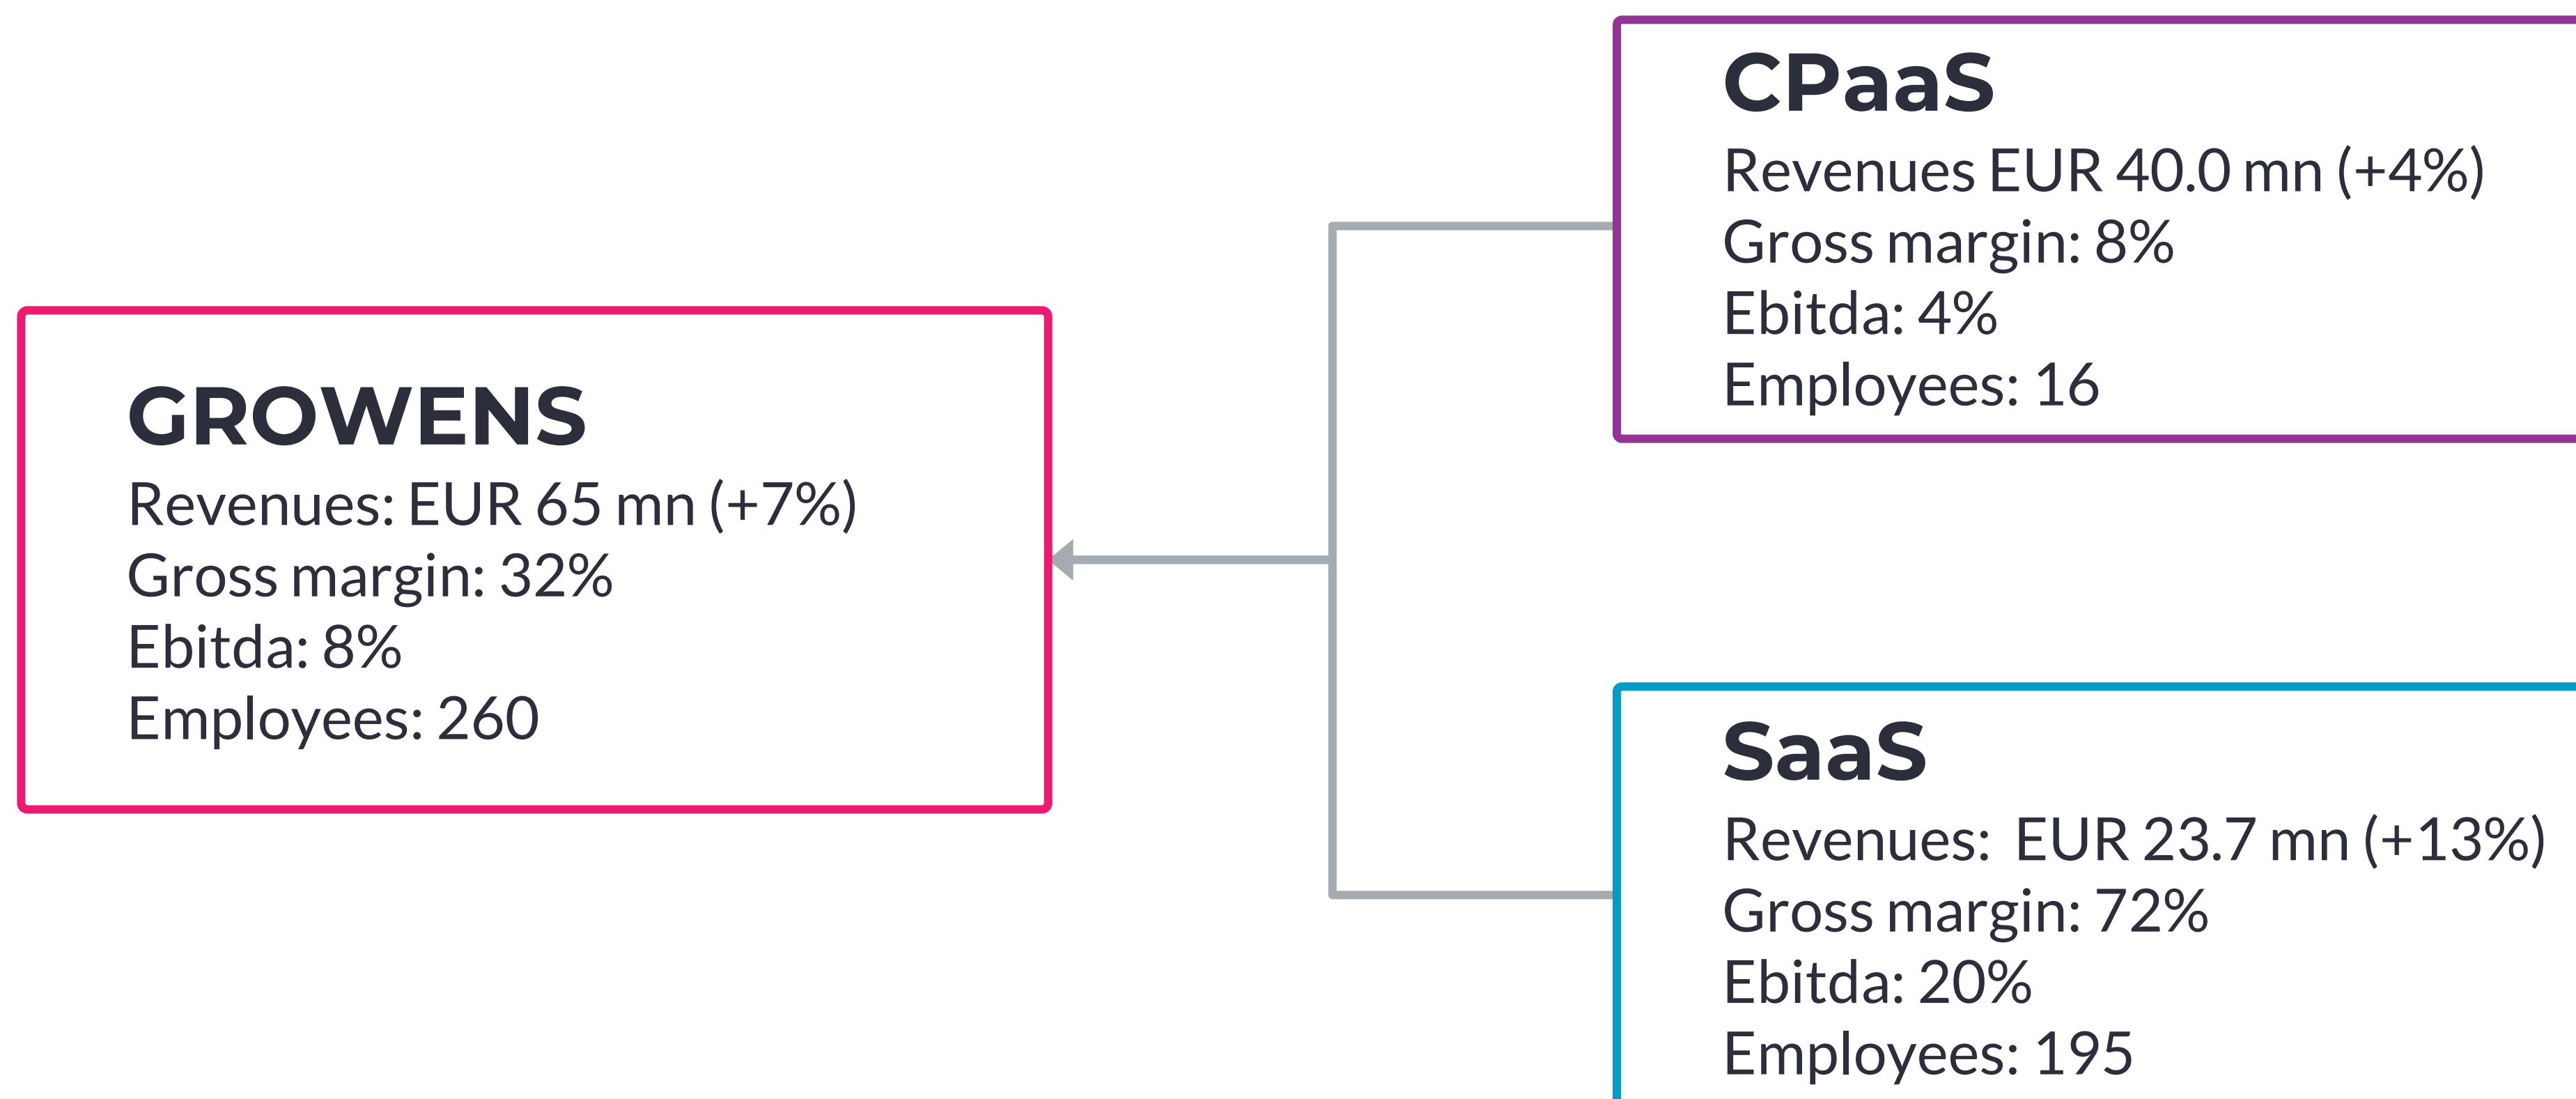 GROWENS
Revenues: EUR 65 mn (+7%)
Gross margin: 32%
Ebitda: 8%
Employees: 260
CPaaS
Revenues EUR 40.0 mn (+4%)
Gross margin: 8%
Ebitda: 4%
Employees: 16
SaaS
Revenues:  EUR 23.7 mn (+13%)
Gross margin: 72%
Ebitda: 20%
Employees: 195